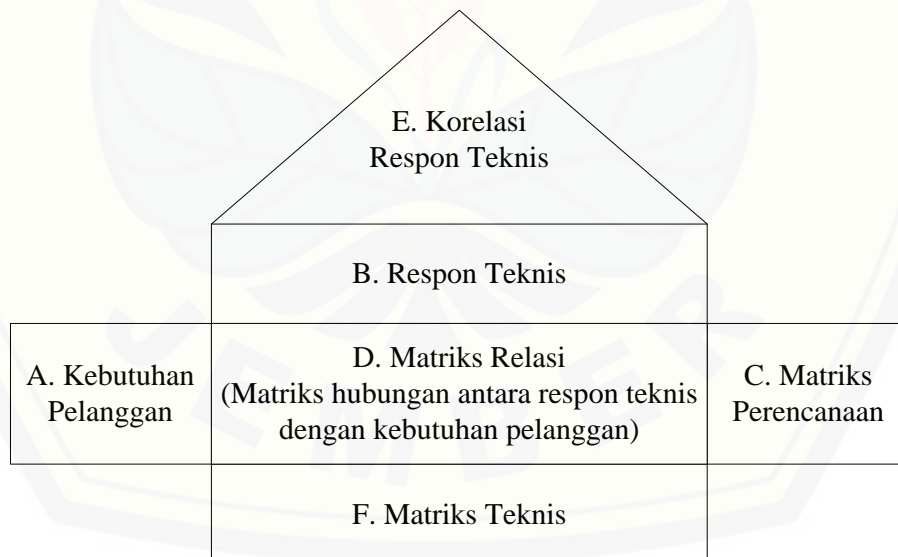 E. Korelasi
Respon Teknis
B. Respon Teknis
A. Kebutuhan
Pelanggan
D. Matriks Relasi
(Matriks hubungan antara respon teknis
dengan kebutuhan pelanggan)
C. Matriks
Perencanaan
F. Matriks Teknis
JEMBER